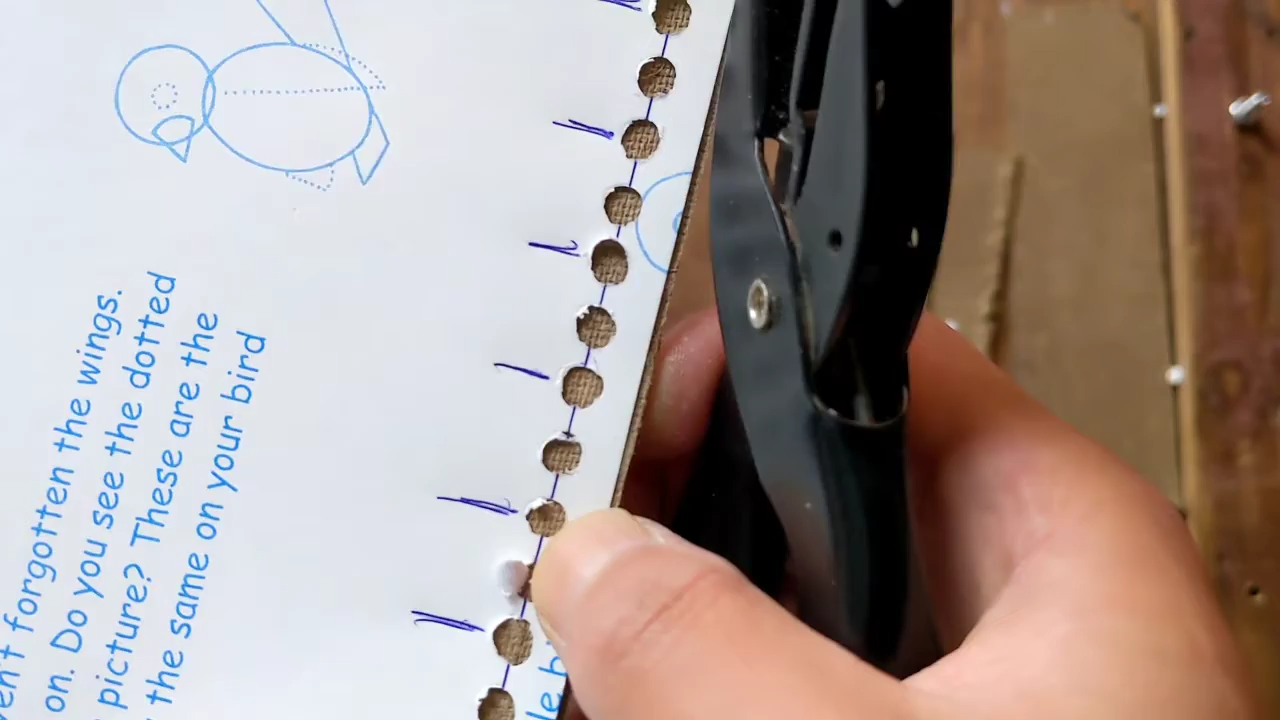 forgotten the wings.
on. Do you see the dotted
picture? These are the
the same on your bird